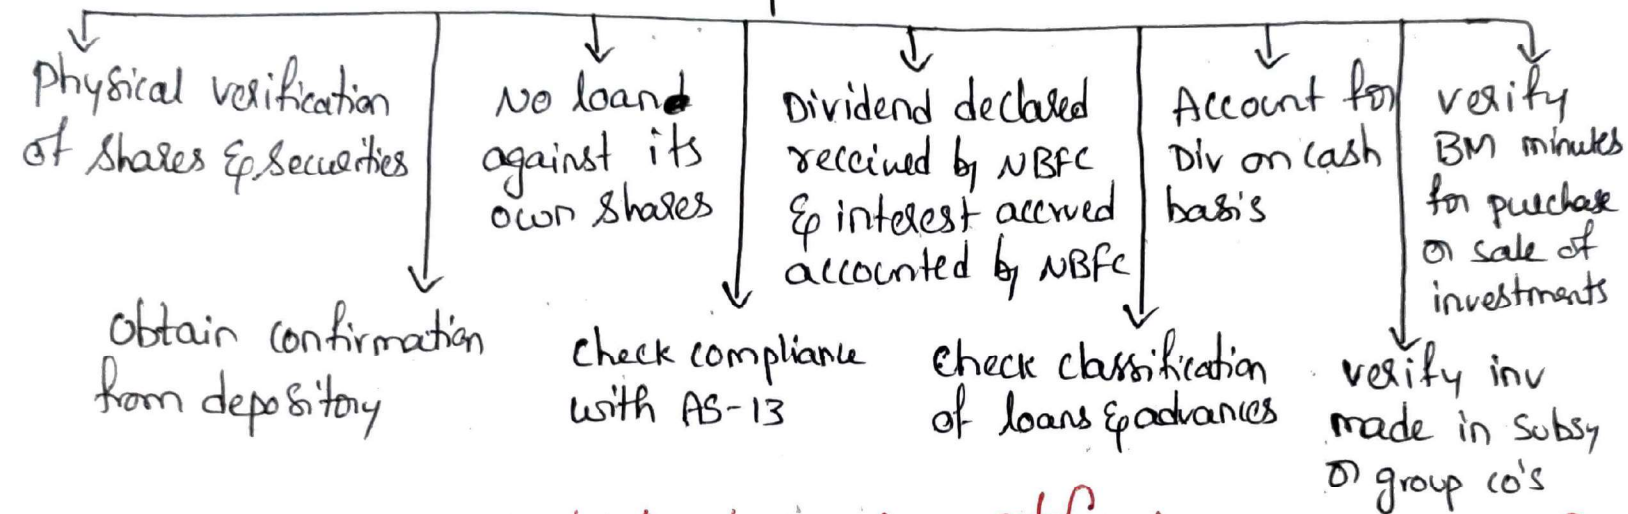 Physical verification
of shares & securities
Obtain confirmation
from depository
No loand
against its
own shares
check compliance
with AS-13
Dividend declared
received by NBFC
& interest accrued
accounted by NBFC
check classification
of loans & advances
Account for
Div on cash
basis
verify inv
made in Subsy
or group co's
verify
BM minutes
for purchase
or sale of
investments